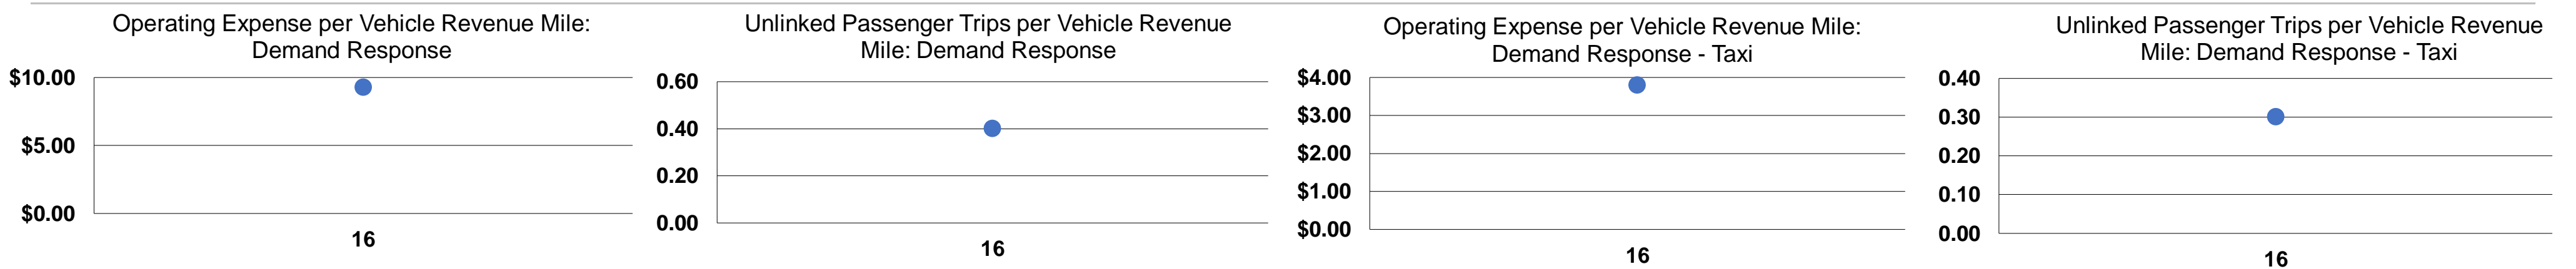 Operating Expense per Vehicle Revenue Mile:
Demand Response
$10.00
$5.00
$0.00
16
Unlinked Passenger Trips per Vehicle Revenue
Mile: Demand Response
0.60
0.40
0.20
0.00
16
Operating Expense per Vehicle Revenue Mile:
Demand Response - Taxi
$4.00
$3.00
$2.00
$1.00
$0.00
16
Unlinked Passenger Trips per Vehicle Revenue
Mile: Demand Response - Taxi
0.40
0.30
0.20
0.10
0.00
16